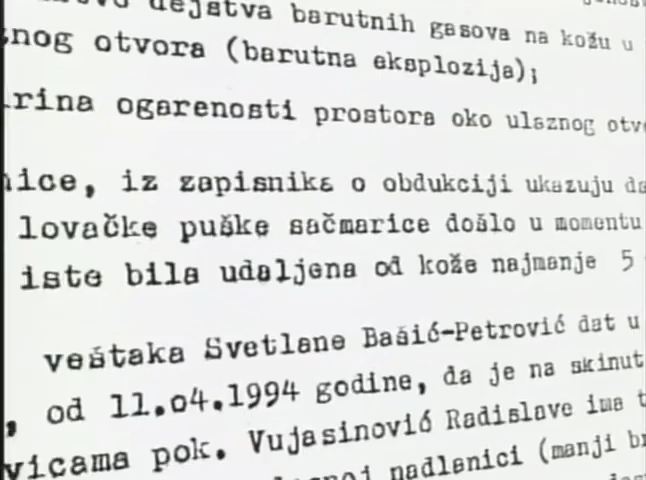 dejstva barutnih gasova na kožu u
nog otvora (barutna eksplozija);
rina ogarenosti prostora oko ulaznog otv
ice, iz zapisnika o obdukciji ukazuju da
lovačke puške sačmarice došlo u momentu
iste bila udaljena od kože najmanje 5
veštaka Svetlane Bašić-Petrović dat u
, od 11.04.1994 godine, da je na skinut
vicama pok. Vujasinović Radislave ima
nadlanici (manji br